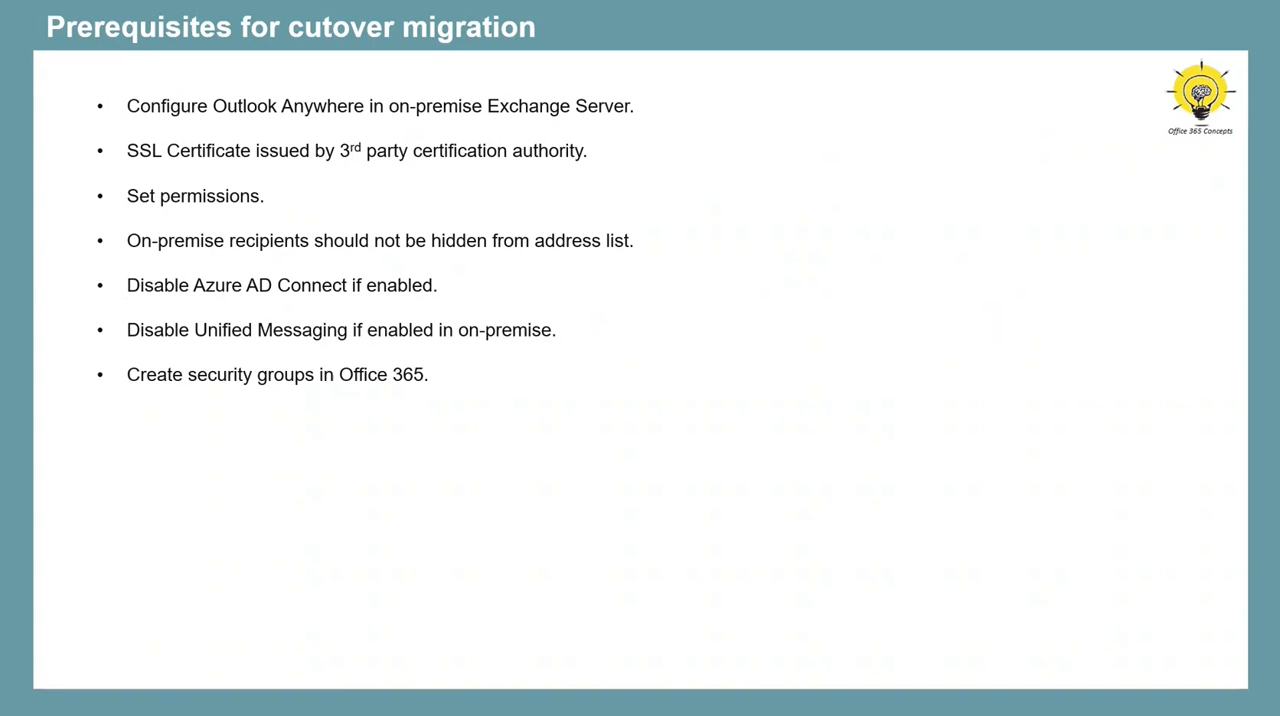 Prerequisites for cutover migration
• Configure Outlook Anywhere in on-premise Exchange Server.
• SSL Certificate issued by 3rd party certification authority.
• Set permissions.
• On-premise recipients should not be hidden from address list.
• Disable Azure AD Connect if enabled.
• Disable Unified Messaging if enabled in on-premise.
• Create security groups in Office 365.
Office 365 Concepts